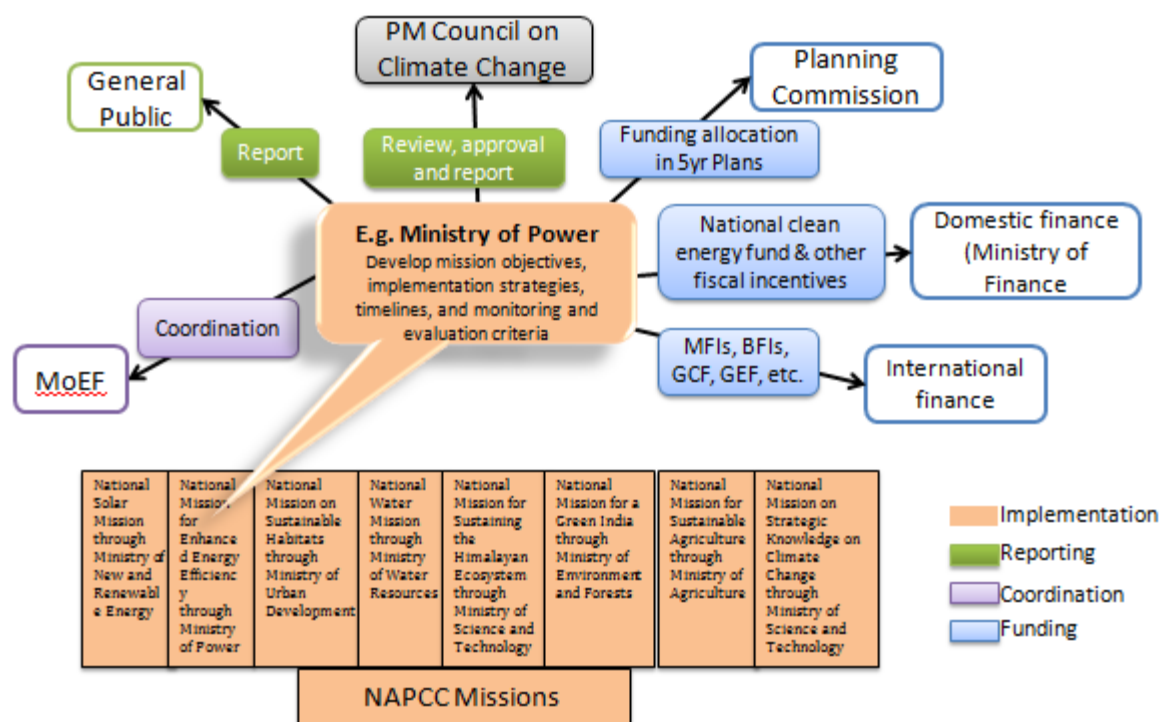 PM Council on
Climate Change
General
Public
Planning
Commission
Report
Review, approval
and report
Funding allocation
in 5yr Plans
E.g. Ministry of Power
Develop mission objectives,
implementation strategies,
timelines, and monitoring and
evaluation criteria
National clean
energy fund & other
fiscal incentives
Domestic finance
(Ministry of
Finance
Coordination
MoEF
MFIs, BFIs,
GCF, GEF, etc.
International
finance
National
Solar
Mission
through
Ministry of
New and
Renewabl
e Energy
National
Mission
for
Enhance
d Energy
Efficienc
y
through
Ministry
of Power
National
Mission on
Sustainable
Habitats
through
Ministry of
Urban
Development
National
Water
Mission
through
Ministry
of Water
Resources
National
Mission for
Sustaining
the
Himalayan
Ecosystem
through
Ministry of
Science and
Technology
National
Mission for a
Green India
through
Ministry of
Environment
and Forests
National
Mission for
Sustainable
Agriculture
through
Ministry of
Agriculture
National
Mission on
Strategic
Knowledge on
Climate
Change
through
Ministry of
Science and
Technology
NAPCC Missions
Implementation
Reporting
Coordination
Funding